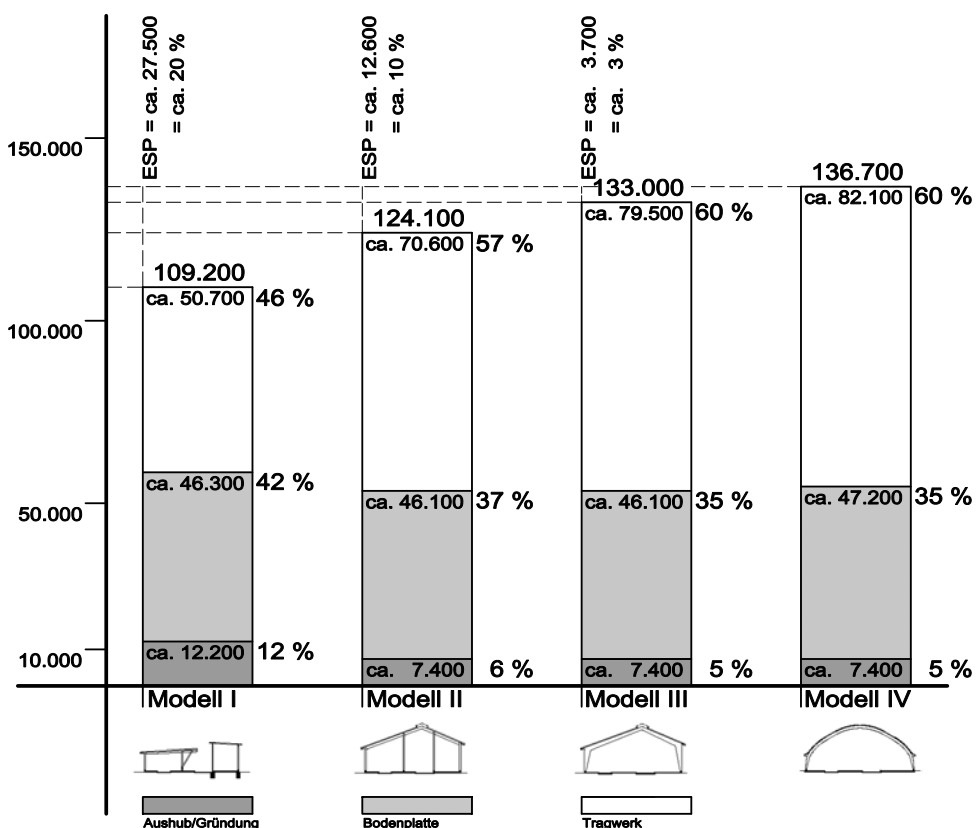 ESP = ca. 27.500
= ca. 20 %
ESP = ca. 12.600
= ca. 10 %
ESP = ca. 3.700
= ca. 3 %
150.000
100.000
50.000
10.000
109.200
ca. 50.700 46 %
ca. 46.300 42 %
ca. 12.200 12 %
124.100
ca. 70.600 57 %
ca. 46.100 37 %
ca. 7.400 6 %
133.000
ca. 79.500 60 %
ca. 46.100 35 %
ca. 7.400 5 %
136.700
ca. 82.100 60 %
ca. 47.200 35 %
ca. 7.400 5 %
Modell I
Modell II
Modell III
Modell IV
Aushub/Gründung
Bodenplatte
Tragwerk